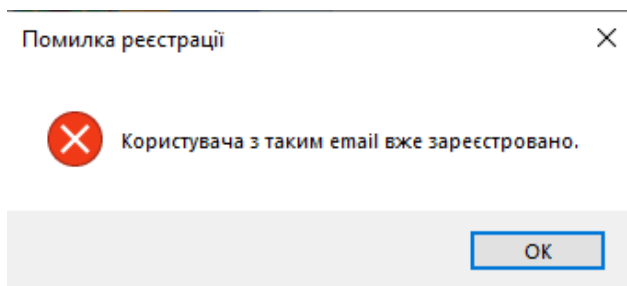 Помилка реєстрації
Користувача з таким email вже зареєстровано.
OK